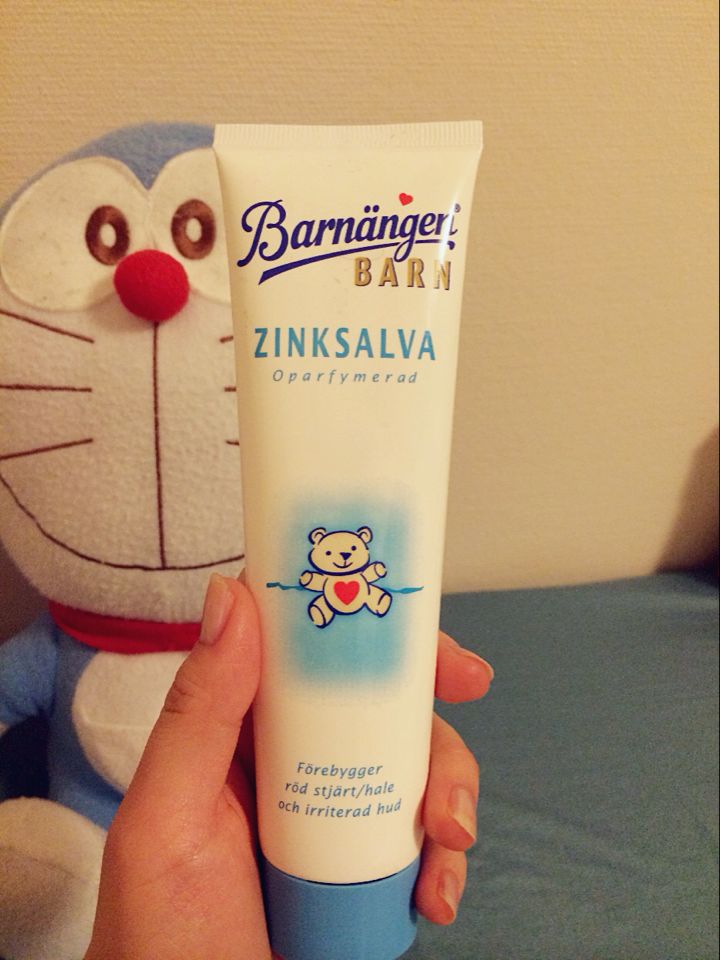 Barnängen
BARN
ZINKSALVA
Oparfymerad
Förebygger
röd stjärt/hale
och irriterad hud